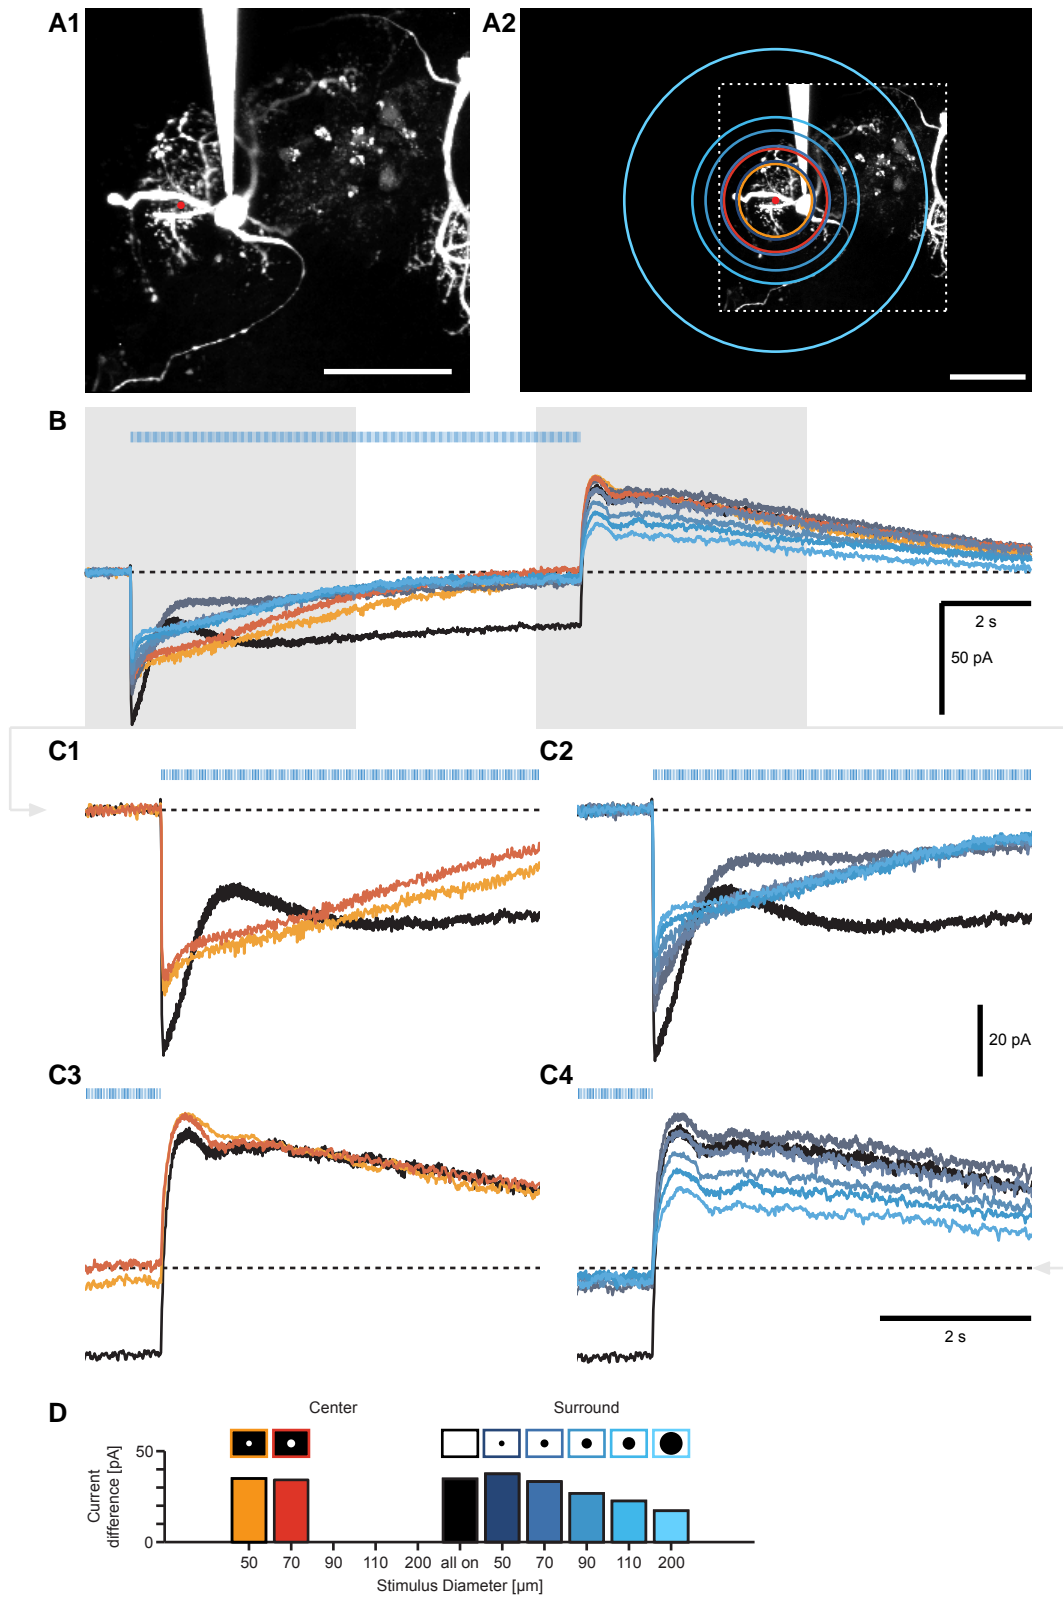 A1
A2
B
2 s
50 pA
C1
C2
20 pA
C3
C4
2 s
D
Center
Surround
50
0
Current
difference [pA]
50 70 90 110 200 all on 50 70 90 110 200
Stimulus Diameter [µm]